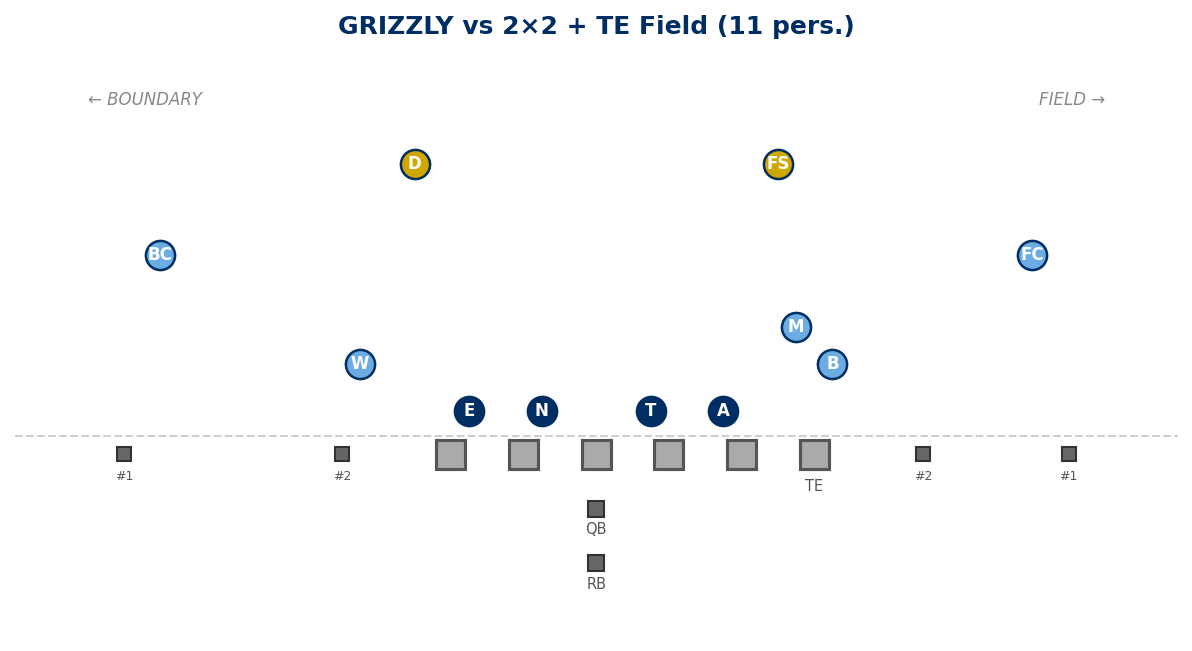 GRIZZLY vs 2×2 + TE Field (11 pers.)
← BOUNDARY
FIELD →
D
FS
BC
FC
M
W
B
E
N
T
A
#1
#2
TE
#2
#1
QB
RB